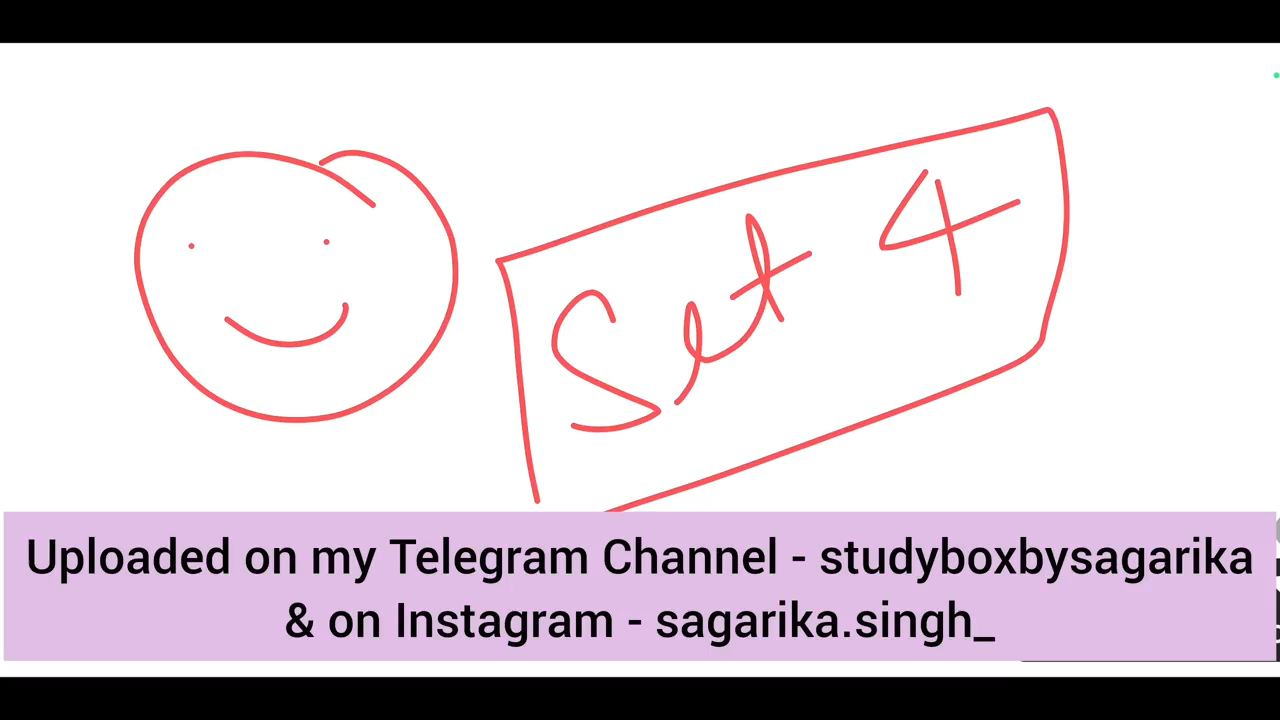 Set 4
Uploaded on my Telegram Channel - studyboxbysagarika
& on Instagram - sagarika.singh_